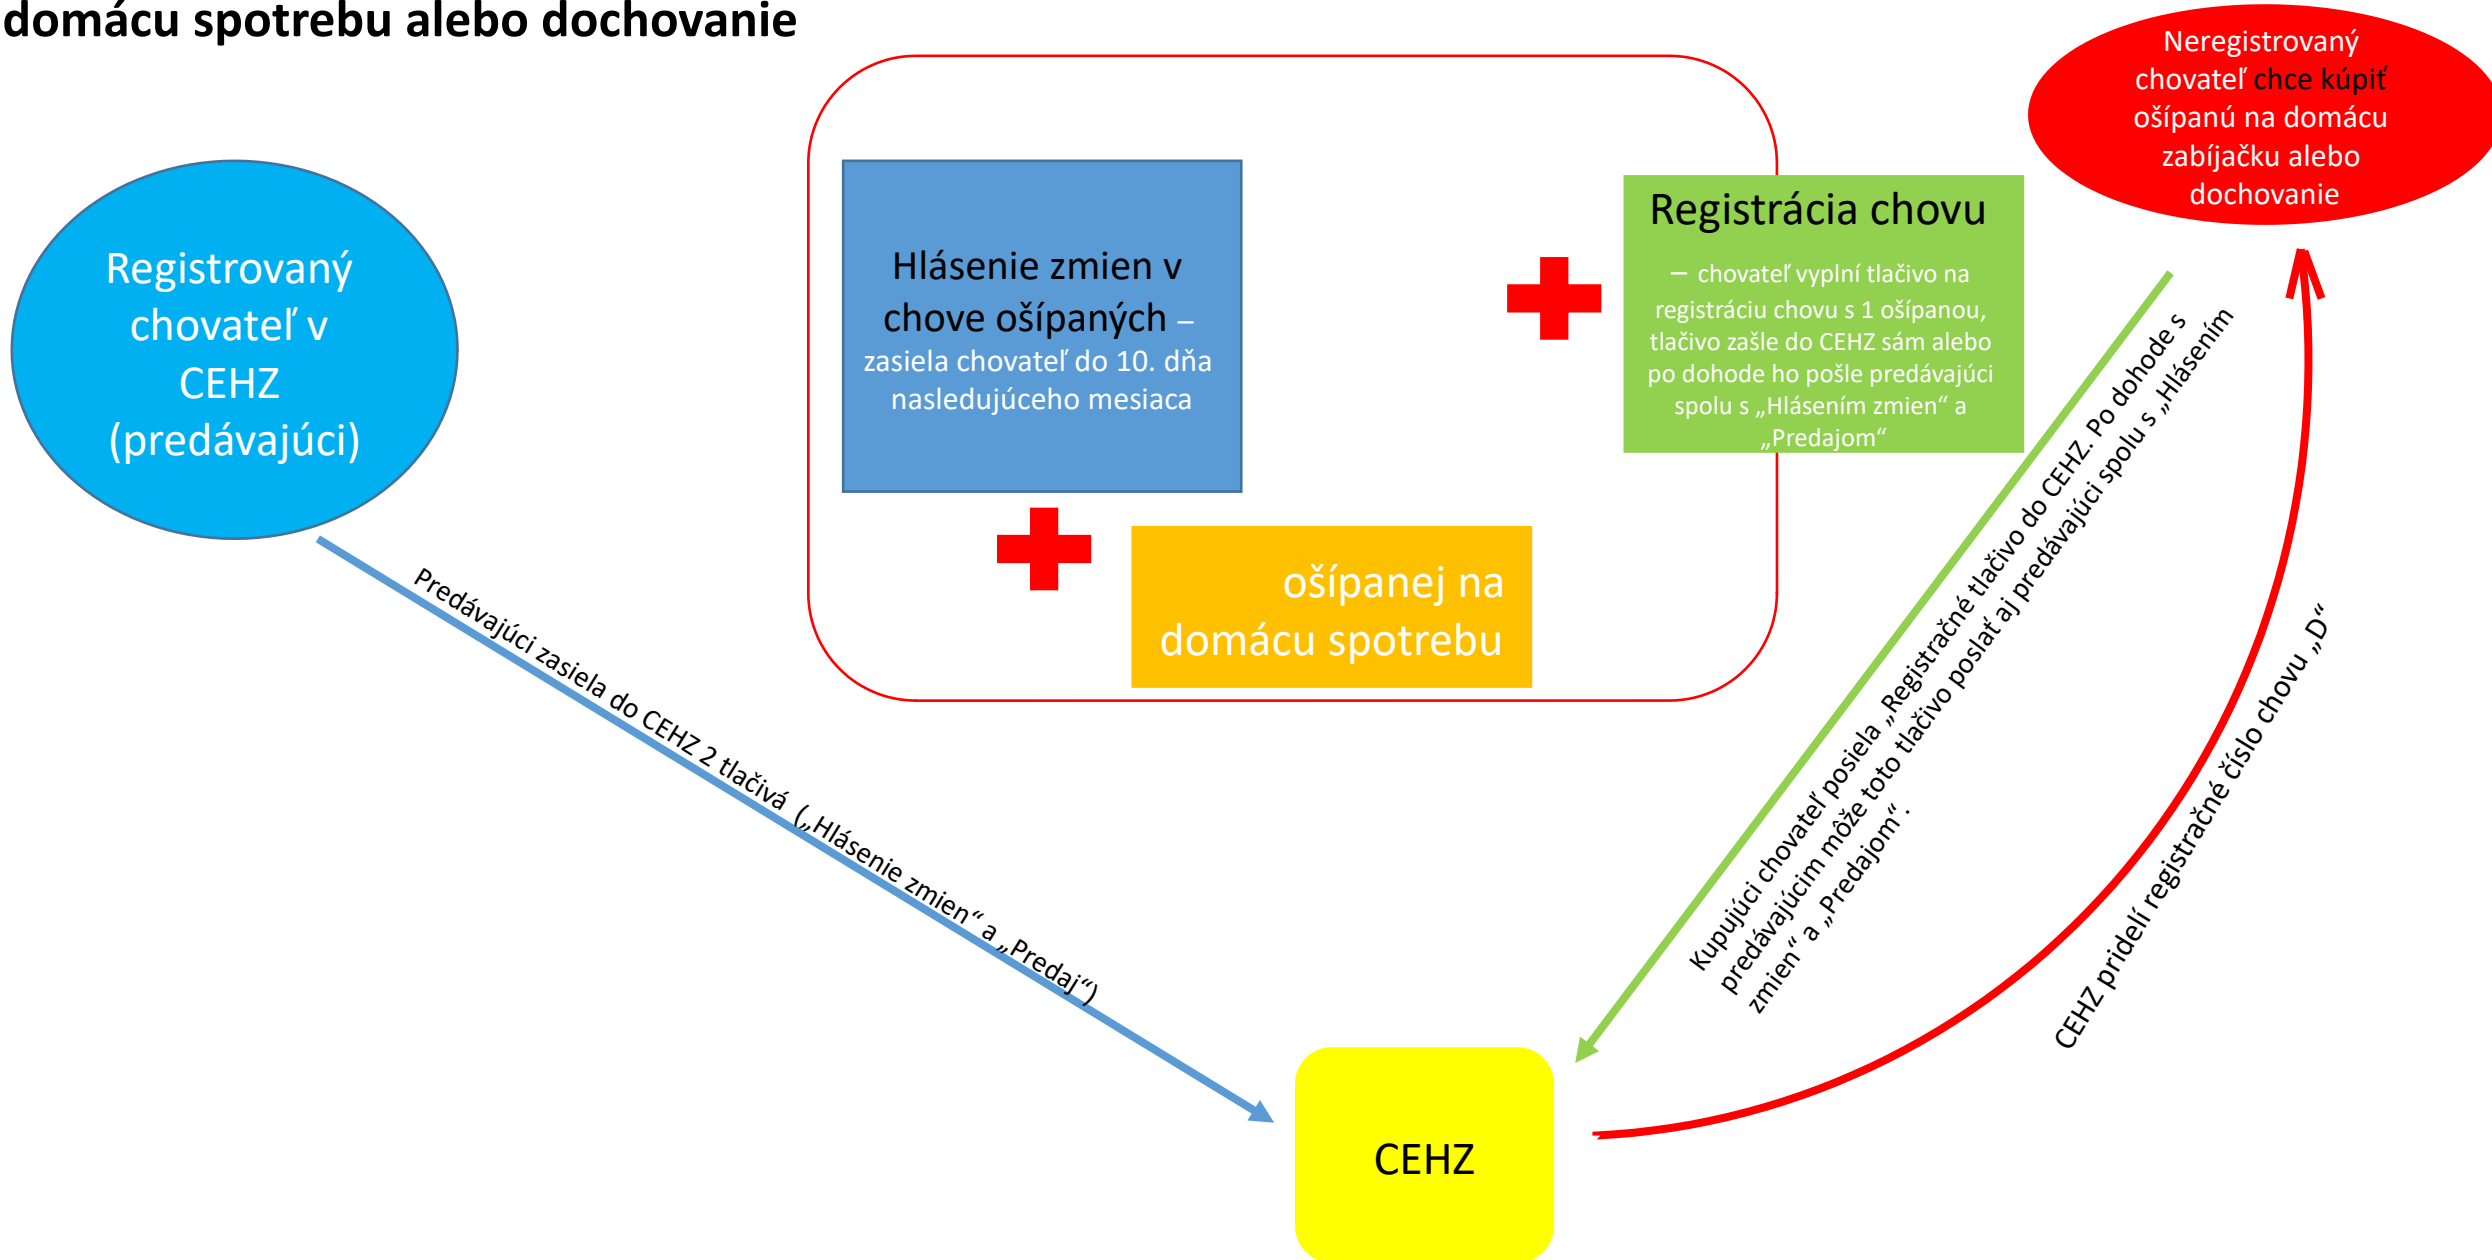 domácu spotrebu alebo dochovanie
Neregistrovaný
chovateľ chce kúpiť
ošípanú na domácu
zabíjačku alebo
dochovanie
Registrovaný
chovateľ v
CEHZ
(predávajúci)
Hlásenie zmien v
chove ošípaných –
zasiela chovateľ do 10. dňa
nasledujúceho mesiaca
Registrácia chovu
– chovateľ vyplní tlačivo na
registráciu chovu s 1 ošípanou,
tlačivo zašle do CEHZ sám alebo
po dohode ho pošle predávajúci
spolu s „Hlásením zmien“ a
„Predajom“
ošípanej na
domácu spotrebu
Predávajúci zasiela do CEHZ 2 tlačivá („Hlásenie zmien“ a „Predaj“)
Kupujúci chovateľ posiela „Registračné tlačivo do CEHZ. Po dohode s
predávajúcim môže toto tlačivo poslať aj predávajúci spolu s „Hlásením
zmien“ a „Predajom“.
CEHZ pridelí registračné číslo chovu „D“
CEHZ